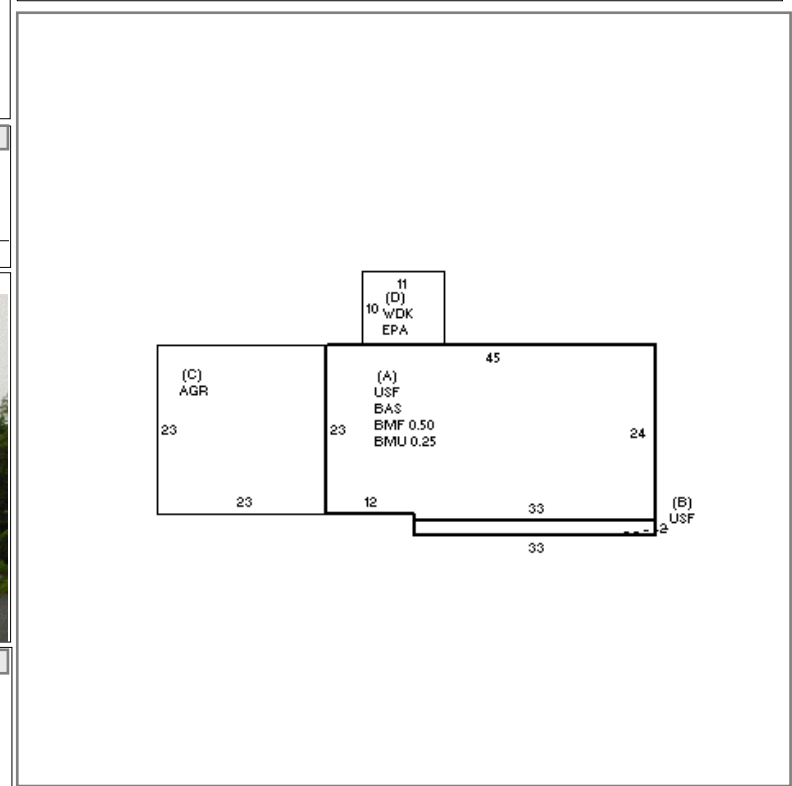 11
(D)
10 WDK
EPA
45
(C)
AGR
(A)
USF
BAS
BMF 0.50
BMU 0.25
23
23
24
23
12
33
(B)
USF
2
33